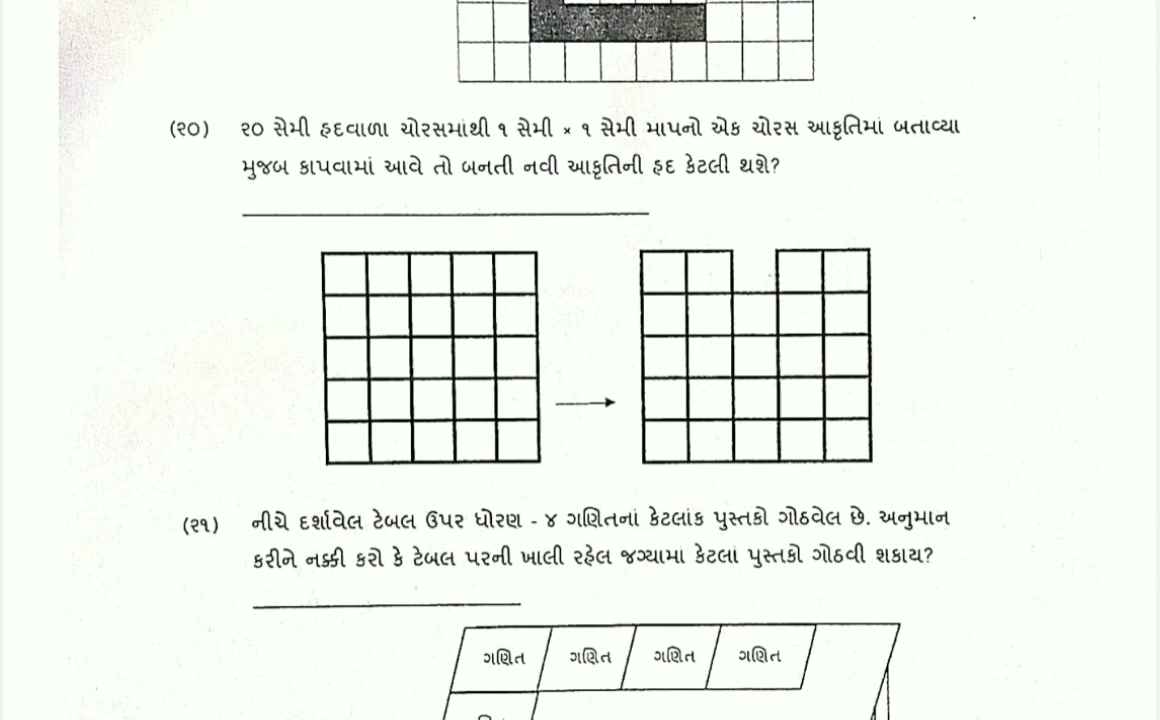 (૨૦) ૨૦ સેમી હદવાળા ચોરસમાંથી ૧ સેમી × ૧ સેમી માપનો એક ચોરસ આકૃતિમાં બતાવ્યા
મુજબ કાપવામાં આવે તો બનતી નવી આકૃતિની હદ કેટલી થશે?
(૨૧) નીચે દર્શાવેલ ટેબલ ઉપર ધોરણ - ૪ ગણિતનાં કેટલાંક પુસ્તકો ગોઠવેલ છે. અનુમાન
કરીને નક્કી કરો કે ટેબલ પરની ખાલી રહેલ જગ્યામાં કેટલાં પુસ્તકો ગોઠવી શકાય?
ગણિત ગણિત ગણિત ગણિત